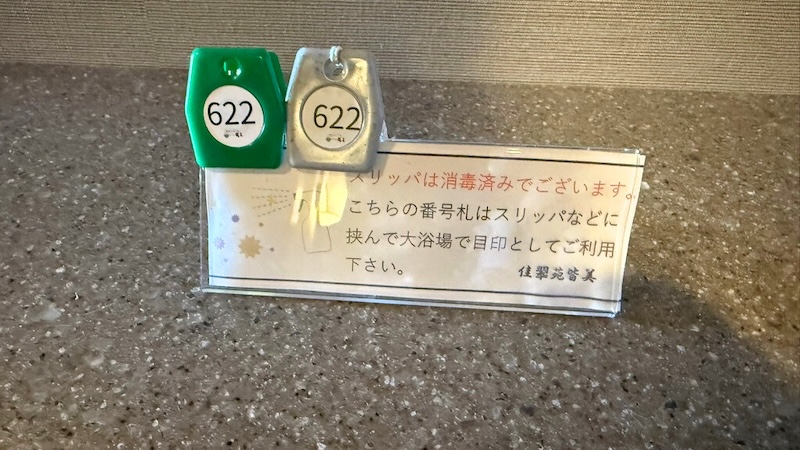 622
622
スリッパは消毒済みでございます。
こちらの番号札はスリッパなどに
挟んで大浴場で目印としてご利用
下さい。
佳翠苑皆美